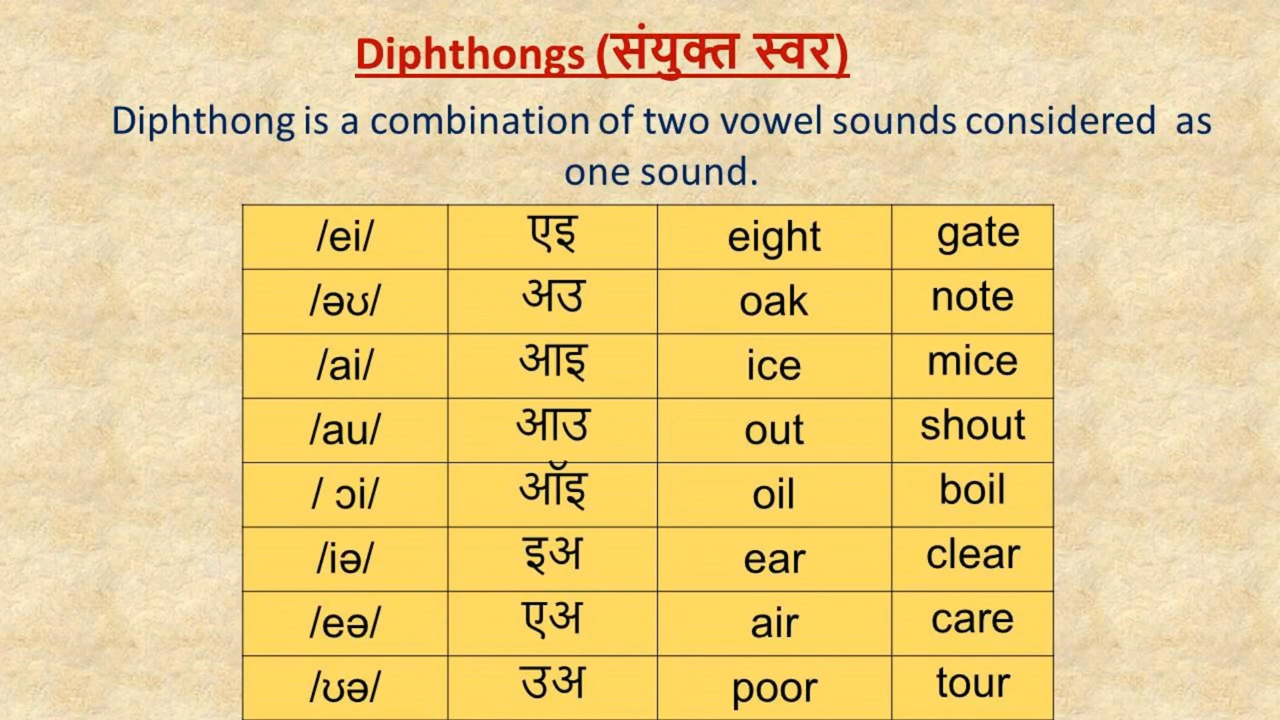 Diphthongs (संयुक्त स्वर)
Diphthong is a combination of two vowel sounds considered as
one sound.
/ei/ एइ eight gate
/əʊ/ अउ oak note
/ai/ आइ ice mice
/au/ आउ out shout
/ ɔi/ ऑइ oil boil
/iə/ इअ ear clear
/eə/ एअ air care
/ʊə/ उअ poor tour